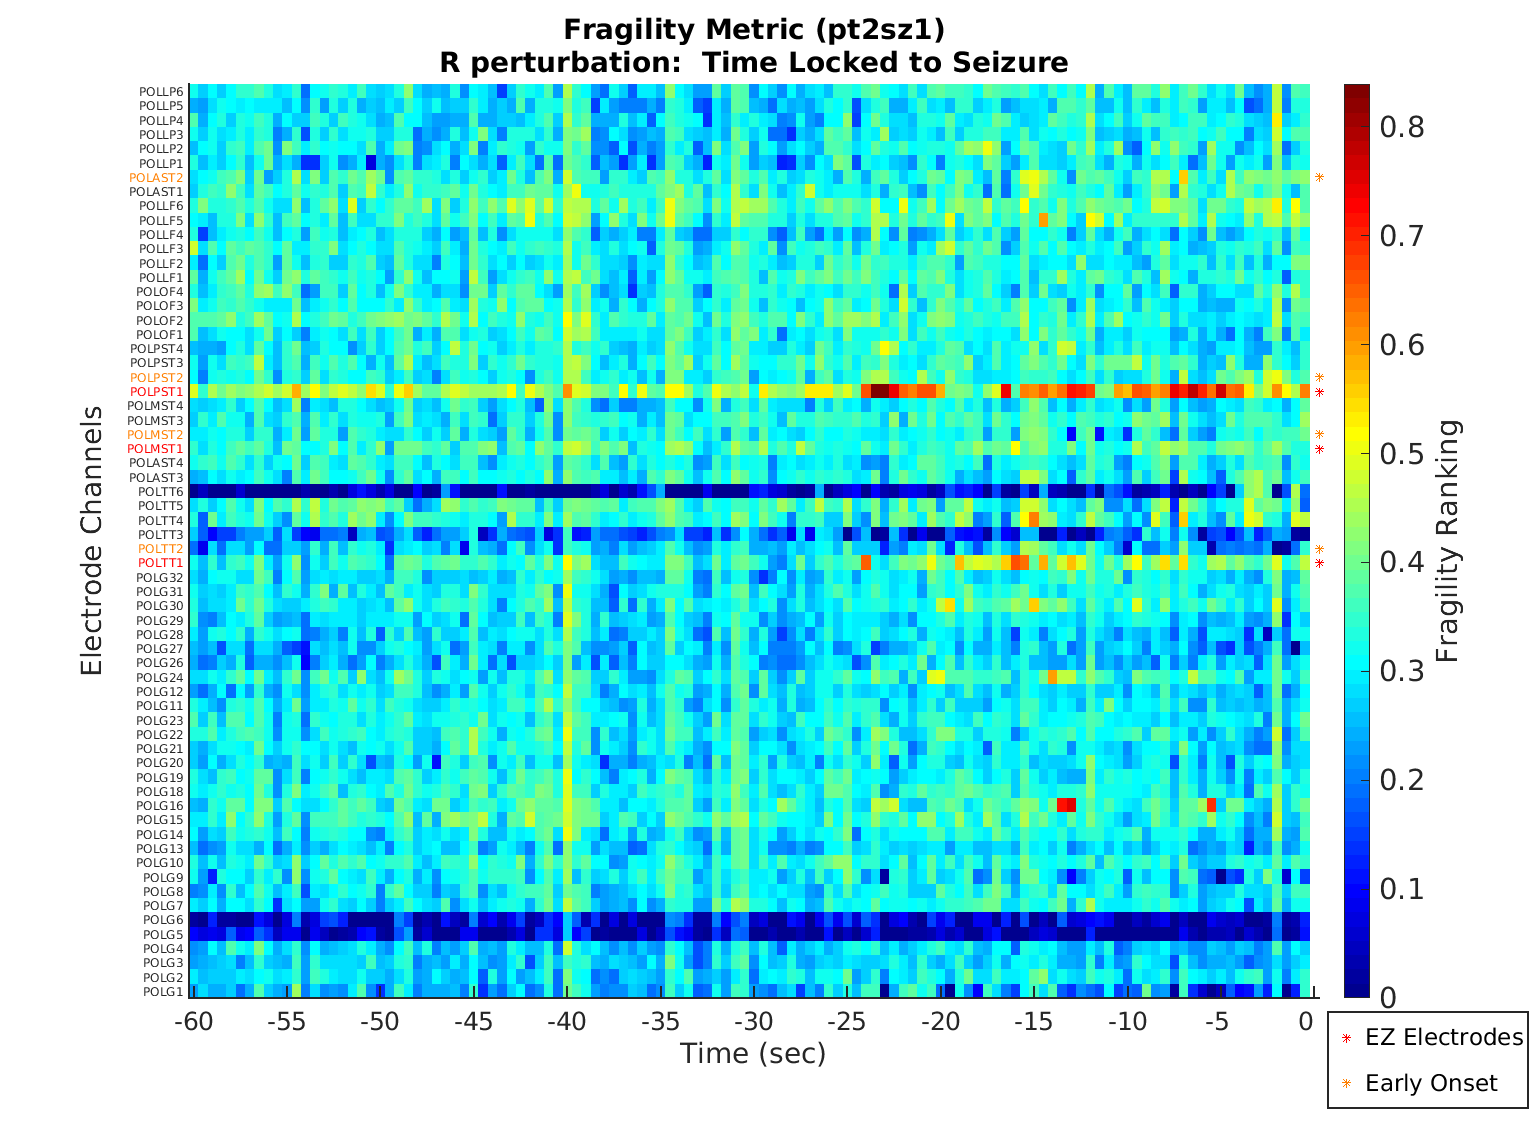 Fragility Metric (pt2sz1)
R perturbation:  Time Locked to Seizure
Electrode Channels
POLLP6
POLLP5
POLLP4
POLLP3
POLLP2
POLLP1
POLAST2
POLAST1
POLLF6
POLLF5
POLLF4
POLLF3
POLLF2
POLLF1
POLOF4
POLOF3
POLOF2
POLOF1
POLPST4
POLPST3
POLPST2
POLPST1
POLMST4
POLMST3
POLMST2
POLMST1
POLAST4
POLAST3
POLTT6
POLTT5
POLTT4
POLTT3
POLTT2
POLTT1
POLG32
POLG31
POLG30
POLG29
POLG28
POLG27
POLG26
POLG24
POLG12
POLG11
POLG23
POLG22
POLG21
POLG20
POLG19
POLG18
POLG16
POLG15
POLG14
POLG13
POLG10
POLG9
POLG8
POLG7
POLG6
POLG5
POLG4
POLG3
POLG2
POLG1
-60 -55 -50 -45 -40 -35 -30 -25 -20 -15 -10 -5 0
Time (sec)
0.8
0.7
0.6
0.5
0.4
0.3
0.2
0.1
0
Fragility Ranking
EZ Electrodes
Early Onset